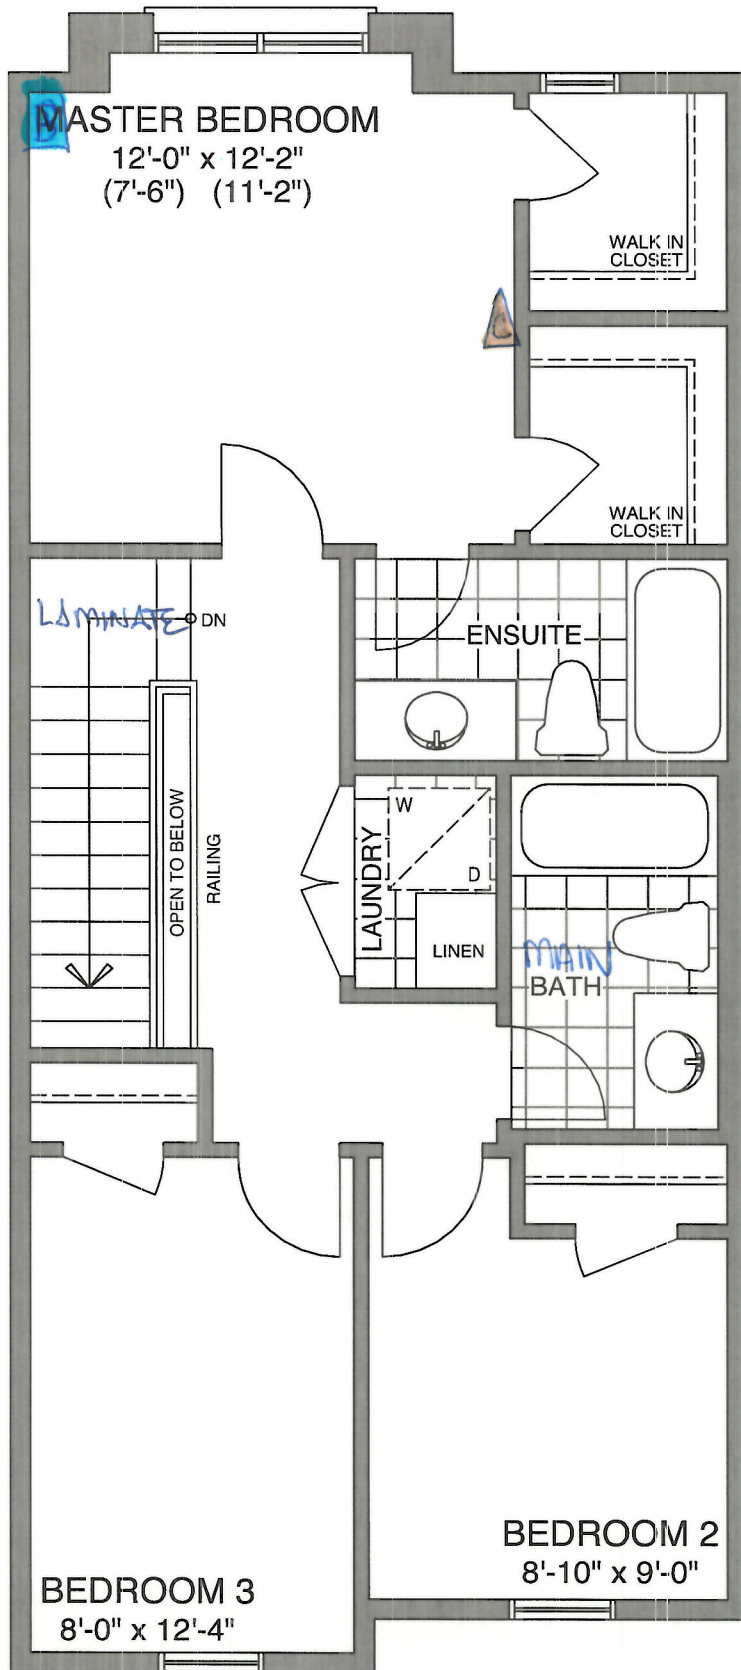 MASTER BEDROOM
12'-0" x 12'-2"
(7'-6") (11'-2")
WALK IN
CLOSET
C
WALK IN
CLOSET
LAMINATE
DN
ENSUITE
OPEN TO BELOW
RAILING
LAUNDRY
W
D
LINEN
MAIN
BATH
BEDROOM 2
8'-10" x 9'-0"
BEDROOM 3
8'-0" x 12'-4"